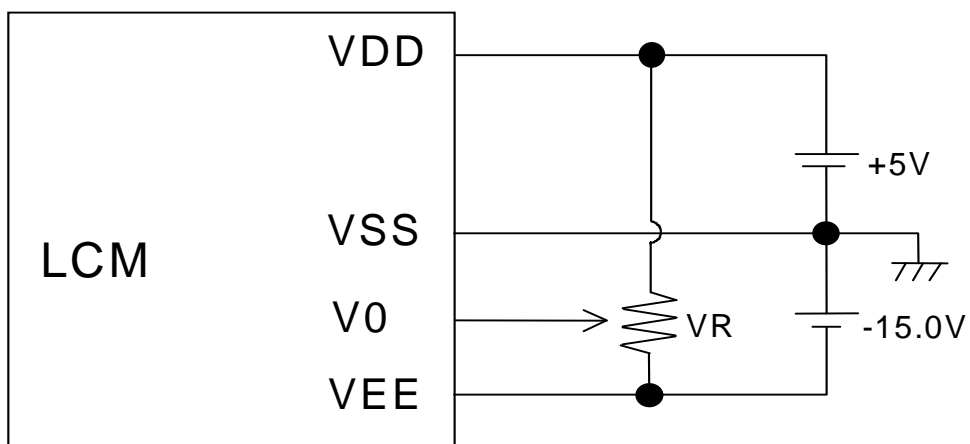 VDD
+5V
VSS
LCM
V0
VR
-15.0V
VEE